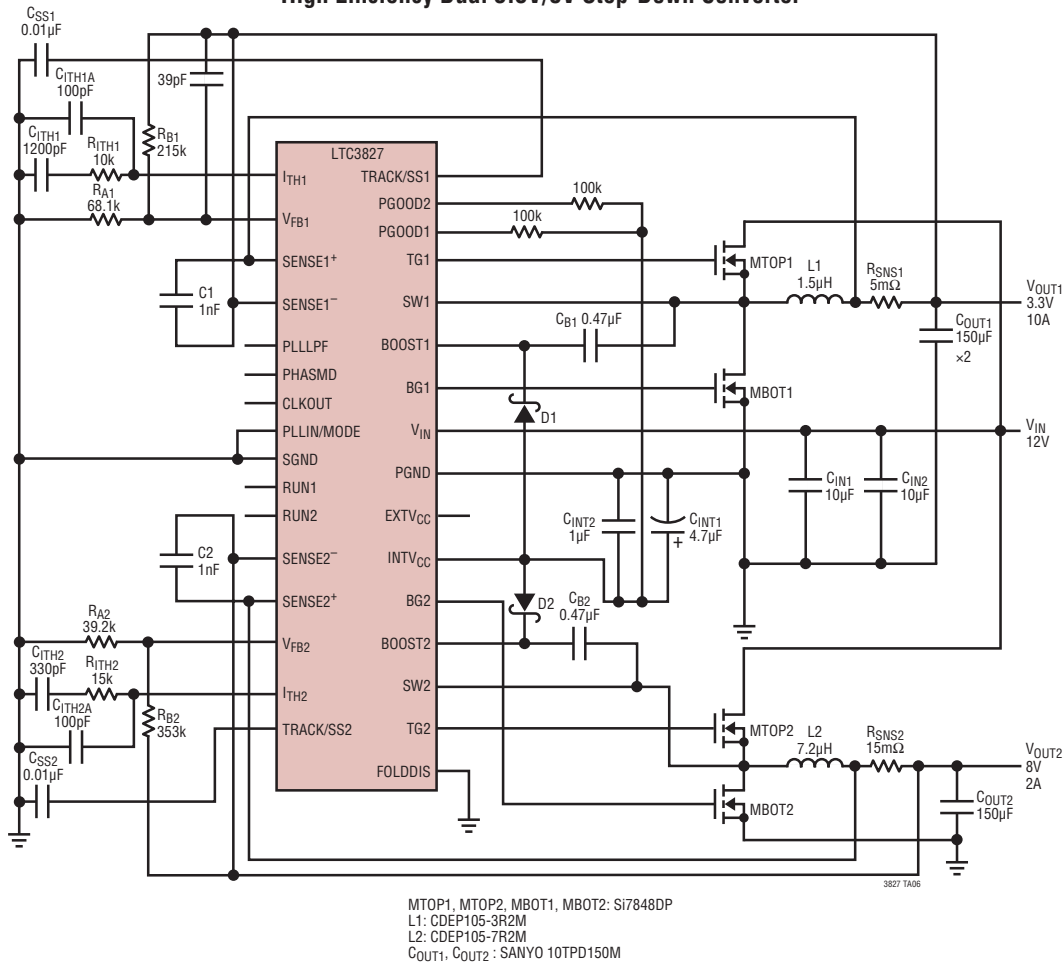 High Efficiency Dual 3.3V/8V Step-Down Converter
CSS1
0.01µF
CITH1A
100pF
39pF
CITH1
1200pF
RITH1
10k
RB1
215k
RA1
68.1k
LTC3827
ITH1
VFB1
SENSE1+
SENSE1−
PLLLPF
PHASMD
CLKOUT
PLLIN/MODE
SGND
RUN1
RUN2
SENSE2−
SENSE2+
VFB2
ITH2
TRACK/SS2
TRACK/SS1
PGOOD2
PGOOD1
TG1
SW1
BOOST1
BG1
VIN
PGND
EXTVCC
INTVCC
BG2
BOOST2
SW2
TG2
FOLDDIS
C1
1nF
C2
1nF
RA2
39.2k
CITH2
330pF
RITH2
15k
CITH2A
100pF
RB2
353k
CSS2
0.01µF
100k
100k
MTOP1
L1
1.5µH
RSNS1
5mΩ
VOUT1
3.3V
10A
CB1 0.47µF
COUT1
150µF
×2
MBOT1
D1
VIN
12V
CIN1
10µF
CIN2
10µF
CINT2
1µF
CINT1
4.7µF
+
D2
CB2
0.47µF
MTOP2
L2
7.2µH
RSNS2
15mΩ
VOUT2
8V
2A
MBOT2
COUT2
150µF
3827 TA06
MTOP1, MTOP2, MBOT1, MBOT2: Si7848DP
L1: CDEP105-3R2M
L2: CDEP105-7R2M
COUT1, COUT2 : SANYO 10TPD150M